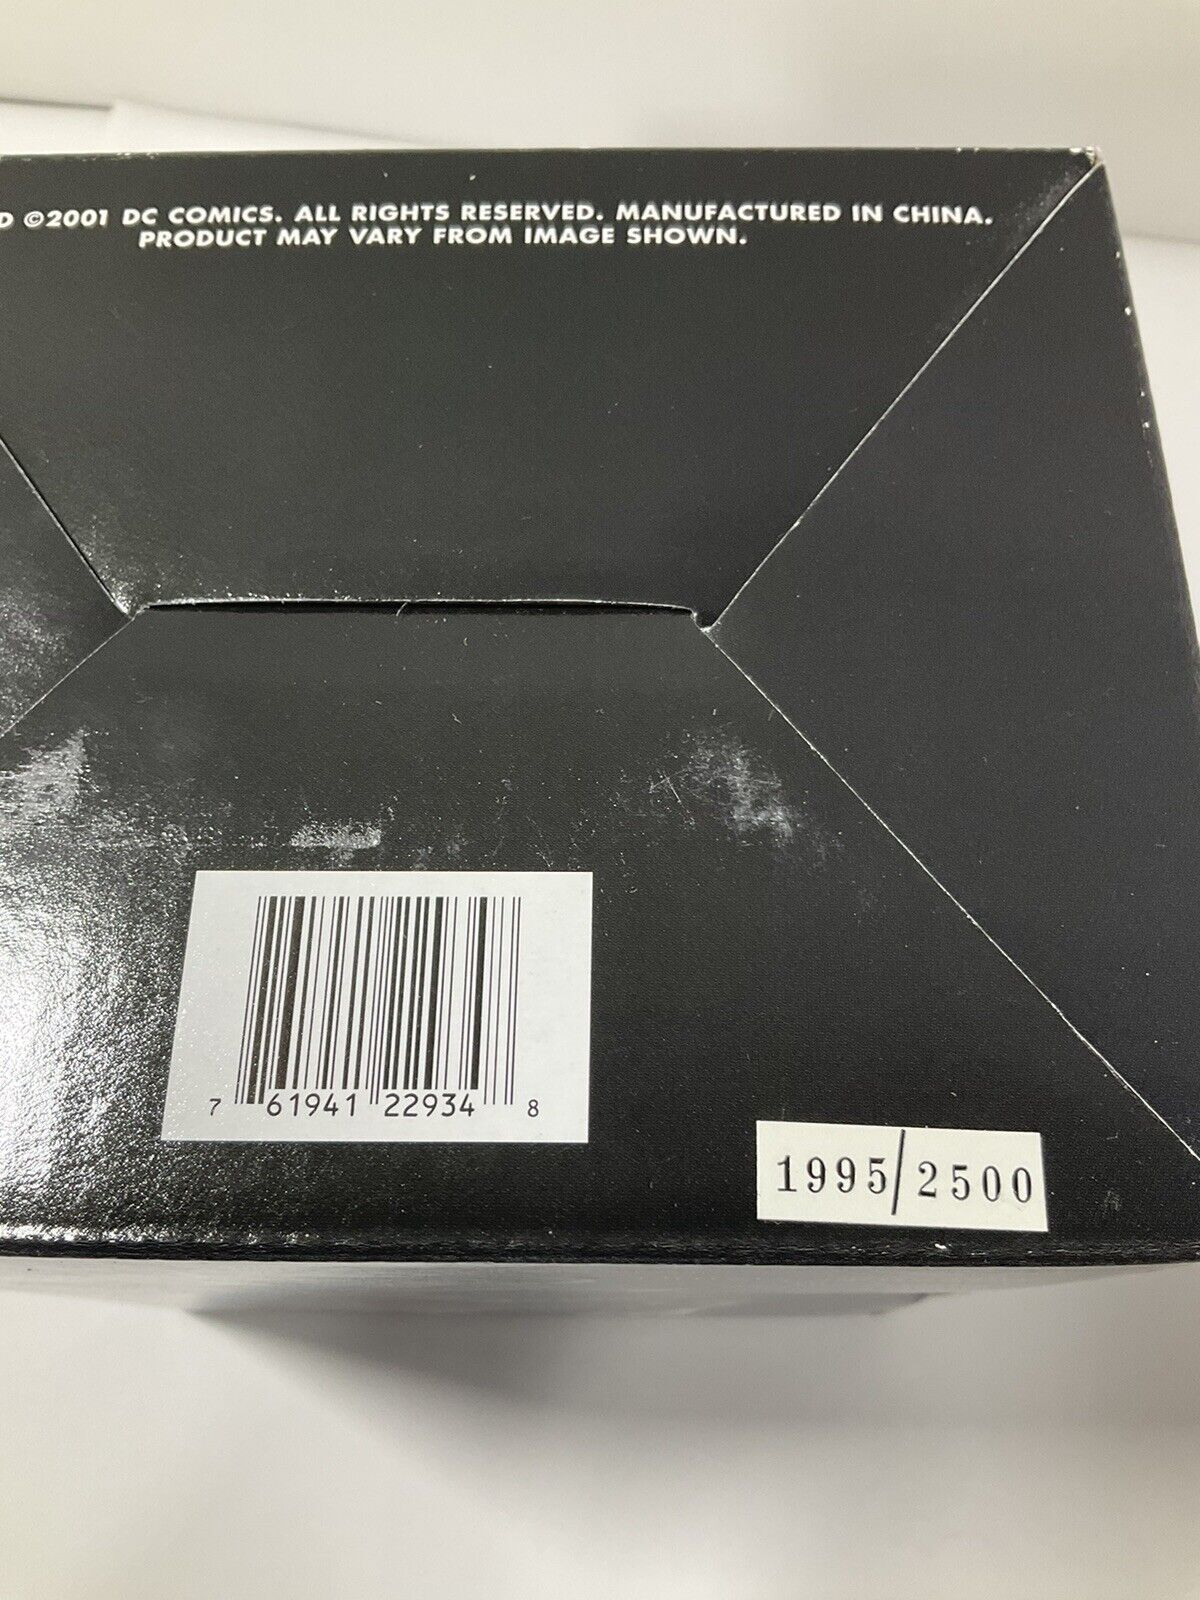 D ©2001 DC COMICS. ALL RIGHTS RESERVED. MANUFACTURED IN CHINA.
PRODUCT MAY VARY FROM IMAGE SHOWN.
7 61941 22934 8
1995/2500